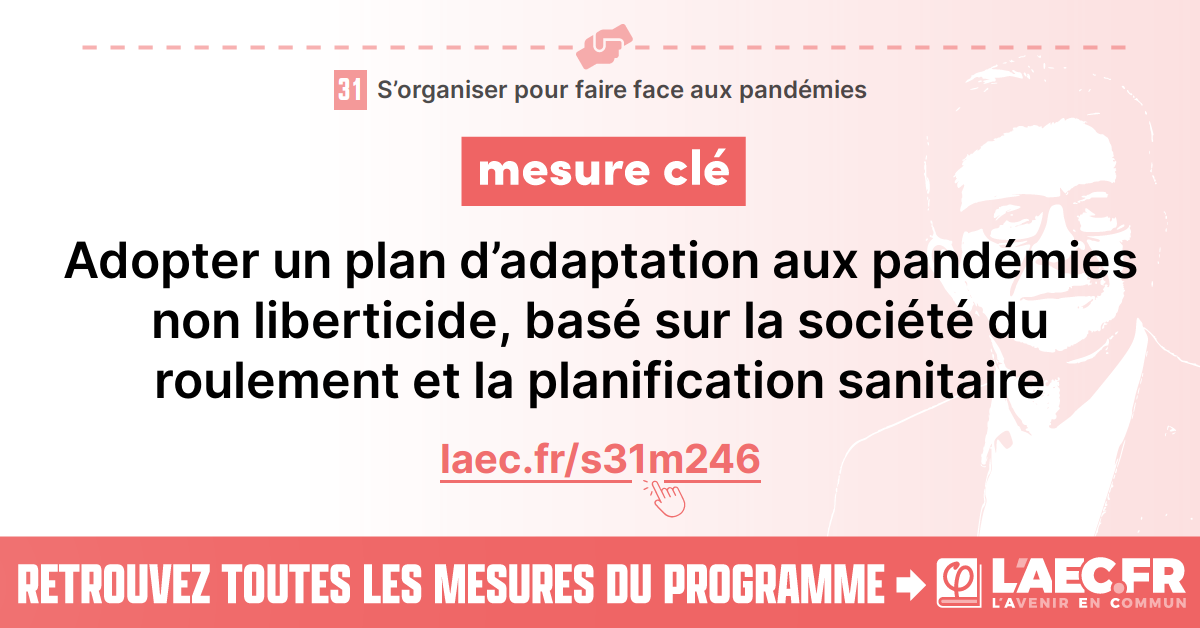 31 S’organiser pour faire face aux pandémies
mesure clé
Adopter un plan d’adaptation aux pandémies
non liberticide, basé sur la société du
roulement et la planification sanitaire
laec.fr/s31m246
RETROUVEZ TOUTES LES MESURES DU PROGRAMME
φ L'AEC.FR
L'AVENIR EN COMMUN